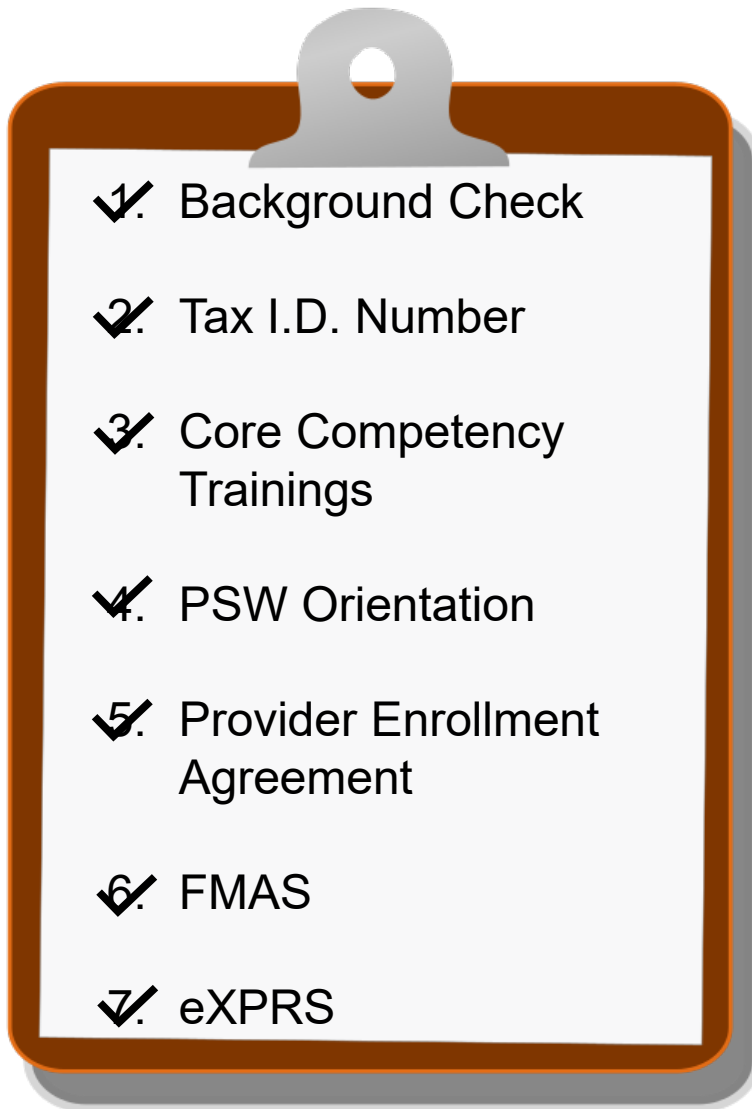 1. Background Check
2. Tax I.D. Number
3. Core Competency
Trainings
4. PSW Orientation
5. Provider Enrollment
Agreement
6. FMAS
7. eXPRS